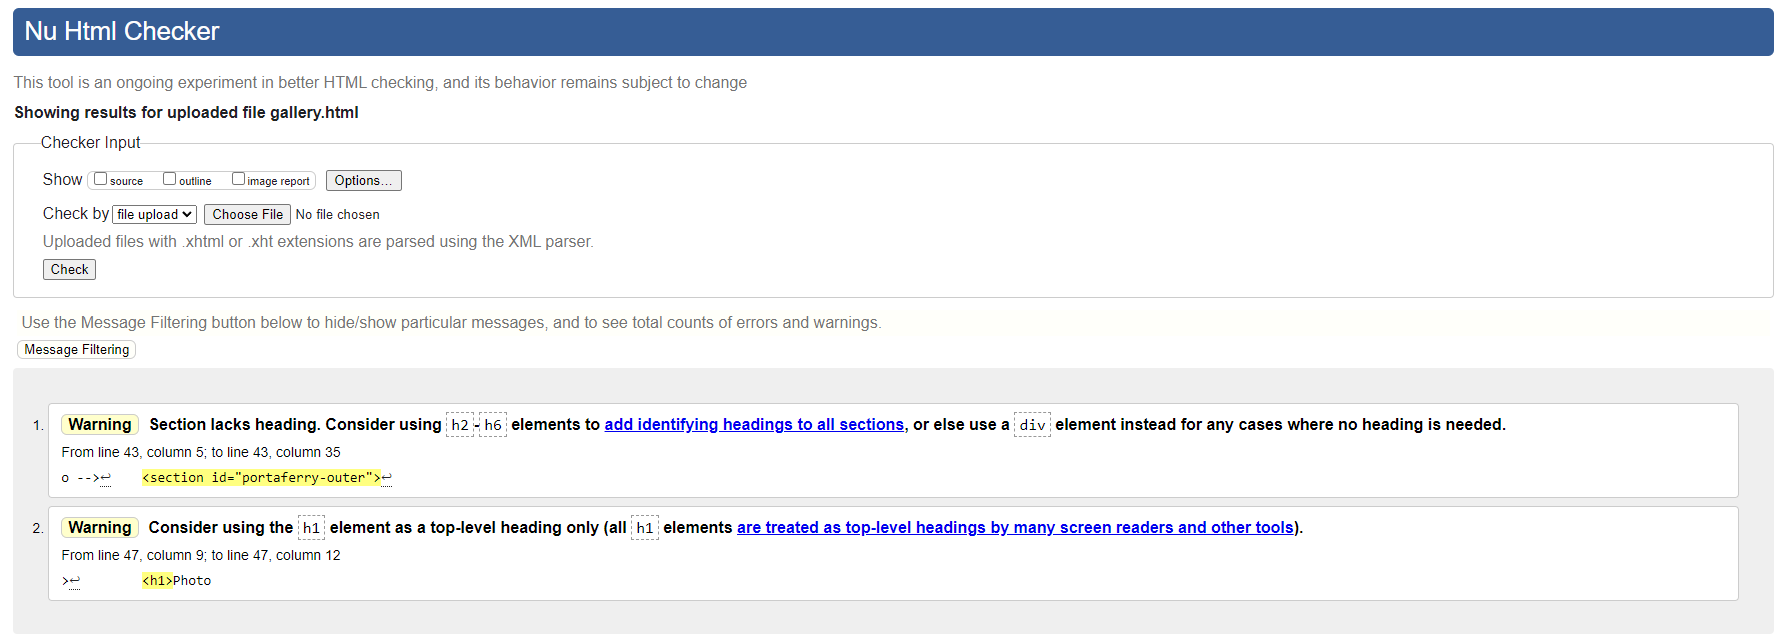 Nu Html Checker
This tool is an ongoing experiment in better HTML checking, and its behavior remains subject to change
Showing results for uploaded file gallery.html
Checker Input
Show source outline image report Options...
Check by file upload Choose File No file chosen
Uploaded files with .xhtml or .xht extensions are parsed using the XML parser.
Check
Use the Message Filtering button below to hide/show particular messages, and to see total counts of errors and warnings.
Message Filtering
1. Warning Section lacks heading. Consider using h2-h6 elements to add identifying headings to all sections, or else use a div element instead for any cases where no heading is needed.
From line 43, column 5; to line 43, column 35
o -->↩ <section id="portaferry-outer">↩
2. Warning Consider using the h1 element as a top-level heading only (all h1 elements are treated as top-level headings by many screen readers and other tools).
From line 47, column 9; to line 47, column 12
>↩ <h1>Photo